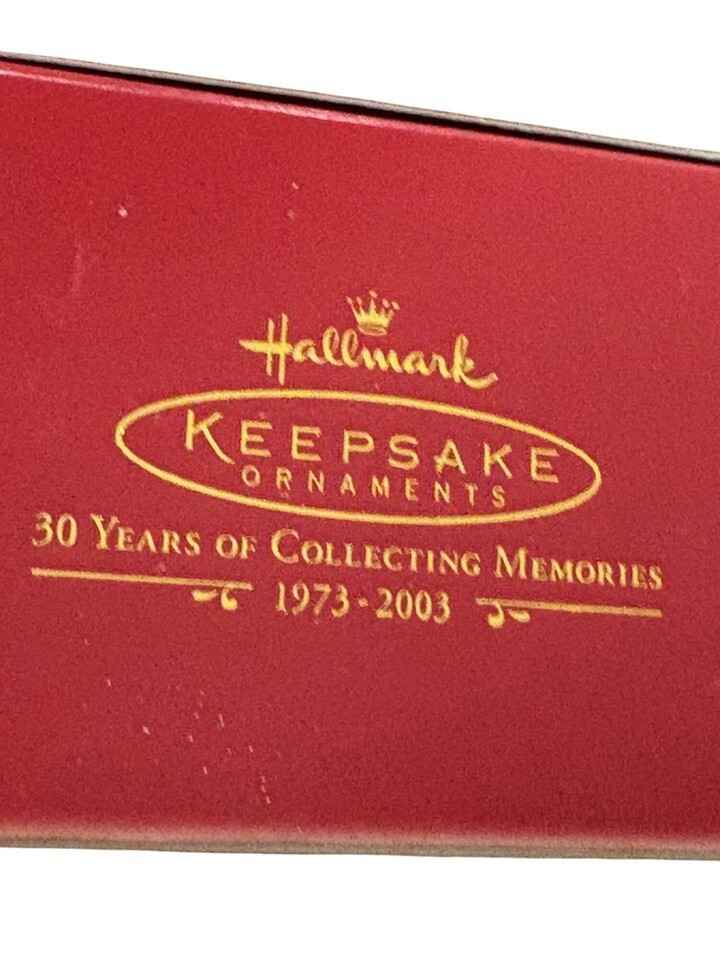 Hallmark
KEEPSAKE
ORNAMENTS
30 YEARS OF COLLECTING MEMORIES
1973-2003